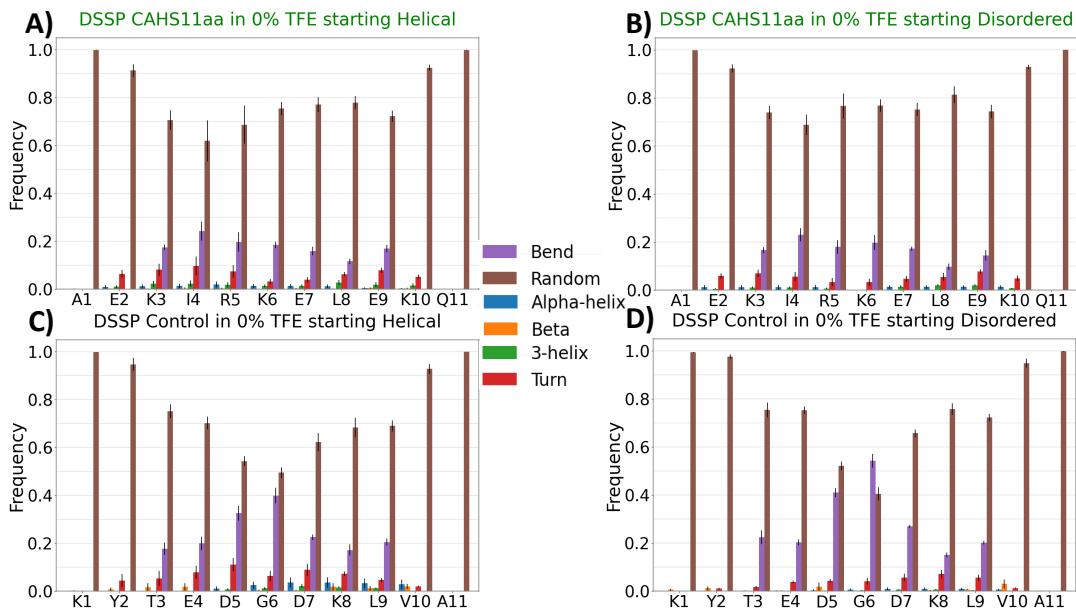 A)
DSSP CAHS11aa in 0% TFE starting Helical
Frequency
1.0
0.8
0.6
0.4
0.2
0.0
A1 E2 K3 I4 R5 K6 E7 L8 E9 K10 Q11
B)
DSSP CAHS11aa in 0% TFE starting Disordered
Frequency
1.0
0.8
0.6
0.4
0.2
0.0
A1 E2 K3 I4 R5 K6 E7 L8 E9 K10 Q11
Bend
Random
Alpha-helix
Beta
3-helix
Turn
C)
DSSP Control in 0% TFE starting Helical
Frequency
1.0
0.8
0.6
0.4
0.2
0.0
K1 Y2 T3 E4 D5 G6 D7 K8 L9 V10 A11
D)
DSSP Control in 0% TFE starting Disordered
Frequency
1.0
0.8
0.6
0.4
0.2
0.0
K1 Y2 T3 E4 D5 G6 D7 K8 L9 V10 A11